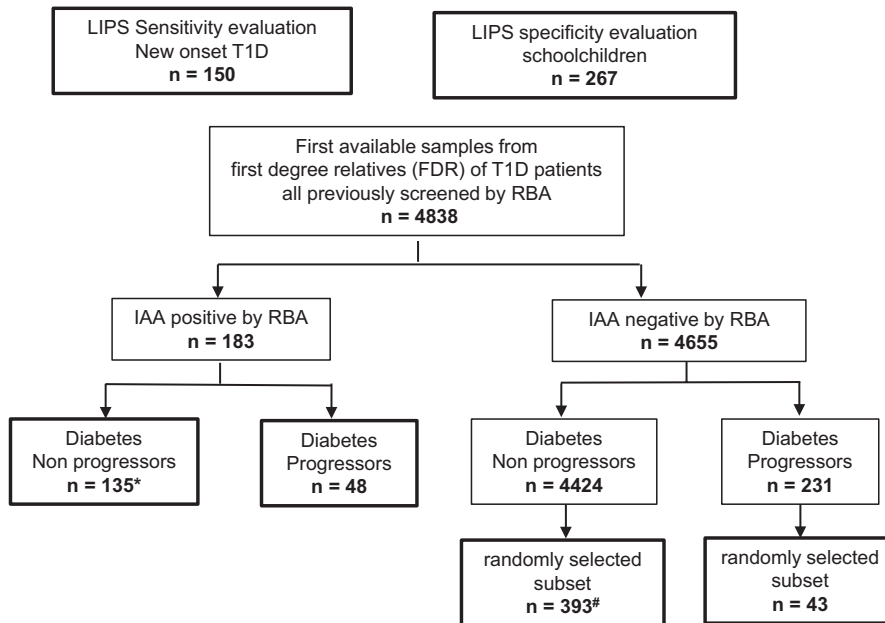 LIPS Sensitivity evaluation
New onset T1D
n = 150
LIPS specificity evaluation
schoolchildren
n = 267
First available samples from
first degree relatives (FDR) of T1D patients
all previously screened by RBA
n = 4838
IAA positive by RBA
n = 183
IAA negative by RBA
n = 4655
Diabetes
Non progressors
n = 135*
Diabetes
Progressors
n = 48
Diabetes
Non progressors
n = 4424
Diabetes
Progressors
n = 231
randomly selected
subset
n = 393#
randomly selected
subset
n = 43